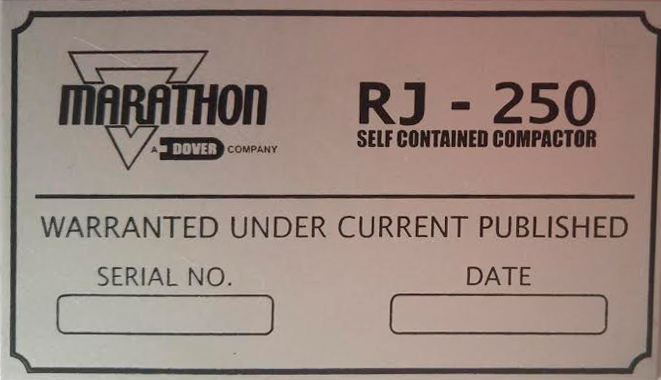 MARATHON
A DOVER COMPANY
RJ - 250
SELF CONTAINED COMPACTOR
WARRANTED UNDER CURRENT PUBLISHED
SERIAL NO.
DATE